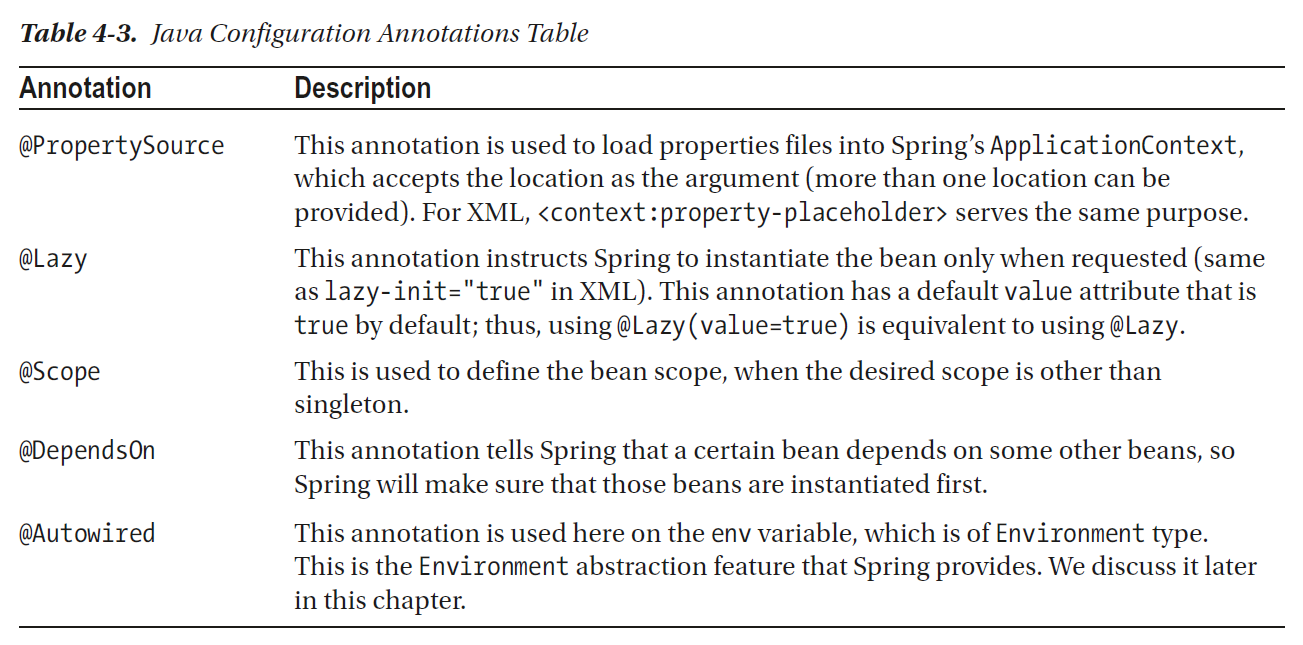 Table 4-3. Java Configuration Annotations Table
Annotation Description
@PropertySource This annotation is used to load properties files into Spring’s ApplicationContext,
which accepts the location as the argument (more than one location can be
provided). For XML, <context:property-placeholder> serves the same purpose.
@Lazy This annotation instructs Spring to instantiate the bean only when requested (same
as lazy-init="true" in XML). This annotation has a default value attribute that is
true by default; thus, using @Lazy(value=true) is equivalent to using @Lazy.
@Scope This is used to define the bean scope, when the desired scope is other than
singleton.
@DependsOn This annotation tells Spring that a certain bean depends on some other beans, so
Spring will make sure that those beans are instantiated first.
@Autowired This annotation is used here on the env variable, which is of Environment type.
This is the Environment abstraction feature that Spring provides. We discuss it later
in this chapter.